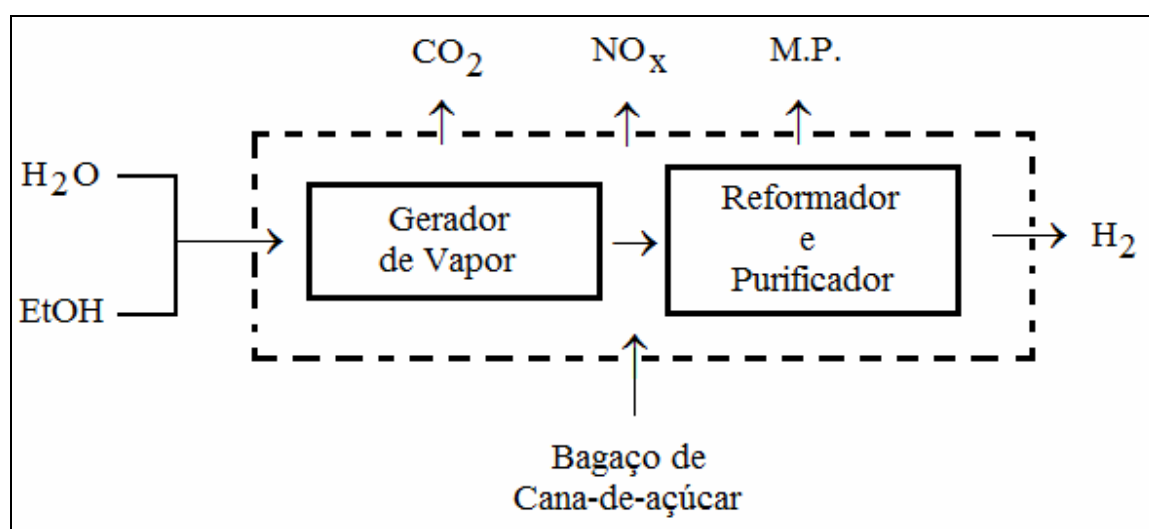 CO₂
NOₓ
M.P.
H₂O
EtOH
Gerador
de Vapor
Reformador
e
Purificador
H₂
Bagaço de
Cana-de-açúcar